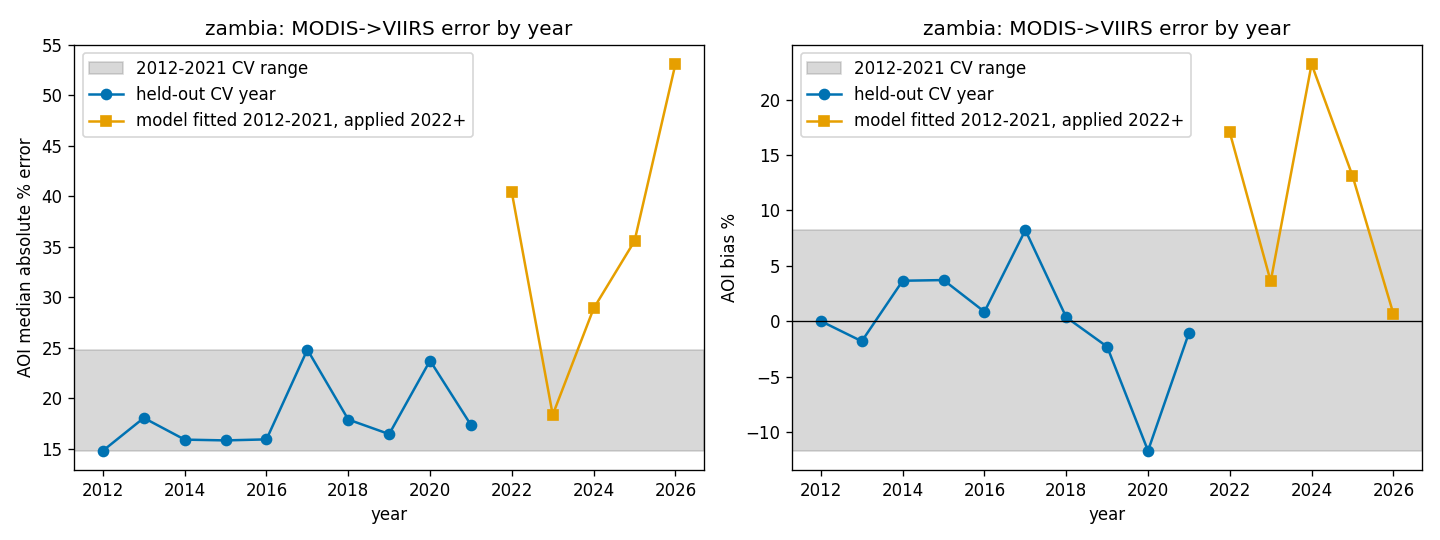 zambia: MODIS->VIIRS error by year
2012-2021 CV range
held-out CV year
model fitted 2012-2021, applied 2022+
AOI median absolute % error
55
50
45
40
35
30
25
20
15
2012 2014 2016 2018 2020 2022 2024 2026
year
zambia: MODIS->VIIRS error by year
2012-2021 CV range
held-out CV year
model fitted 2012-2021, applied 2022+
AOI bias %
20
15
10
5
0
−5
−10
2012 2014 2016 2018 2020 2022 2024 2026
year